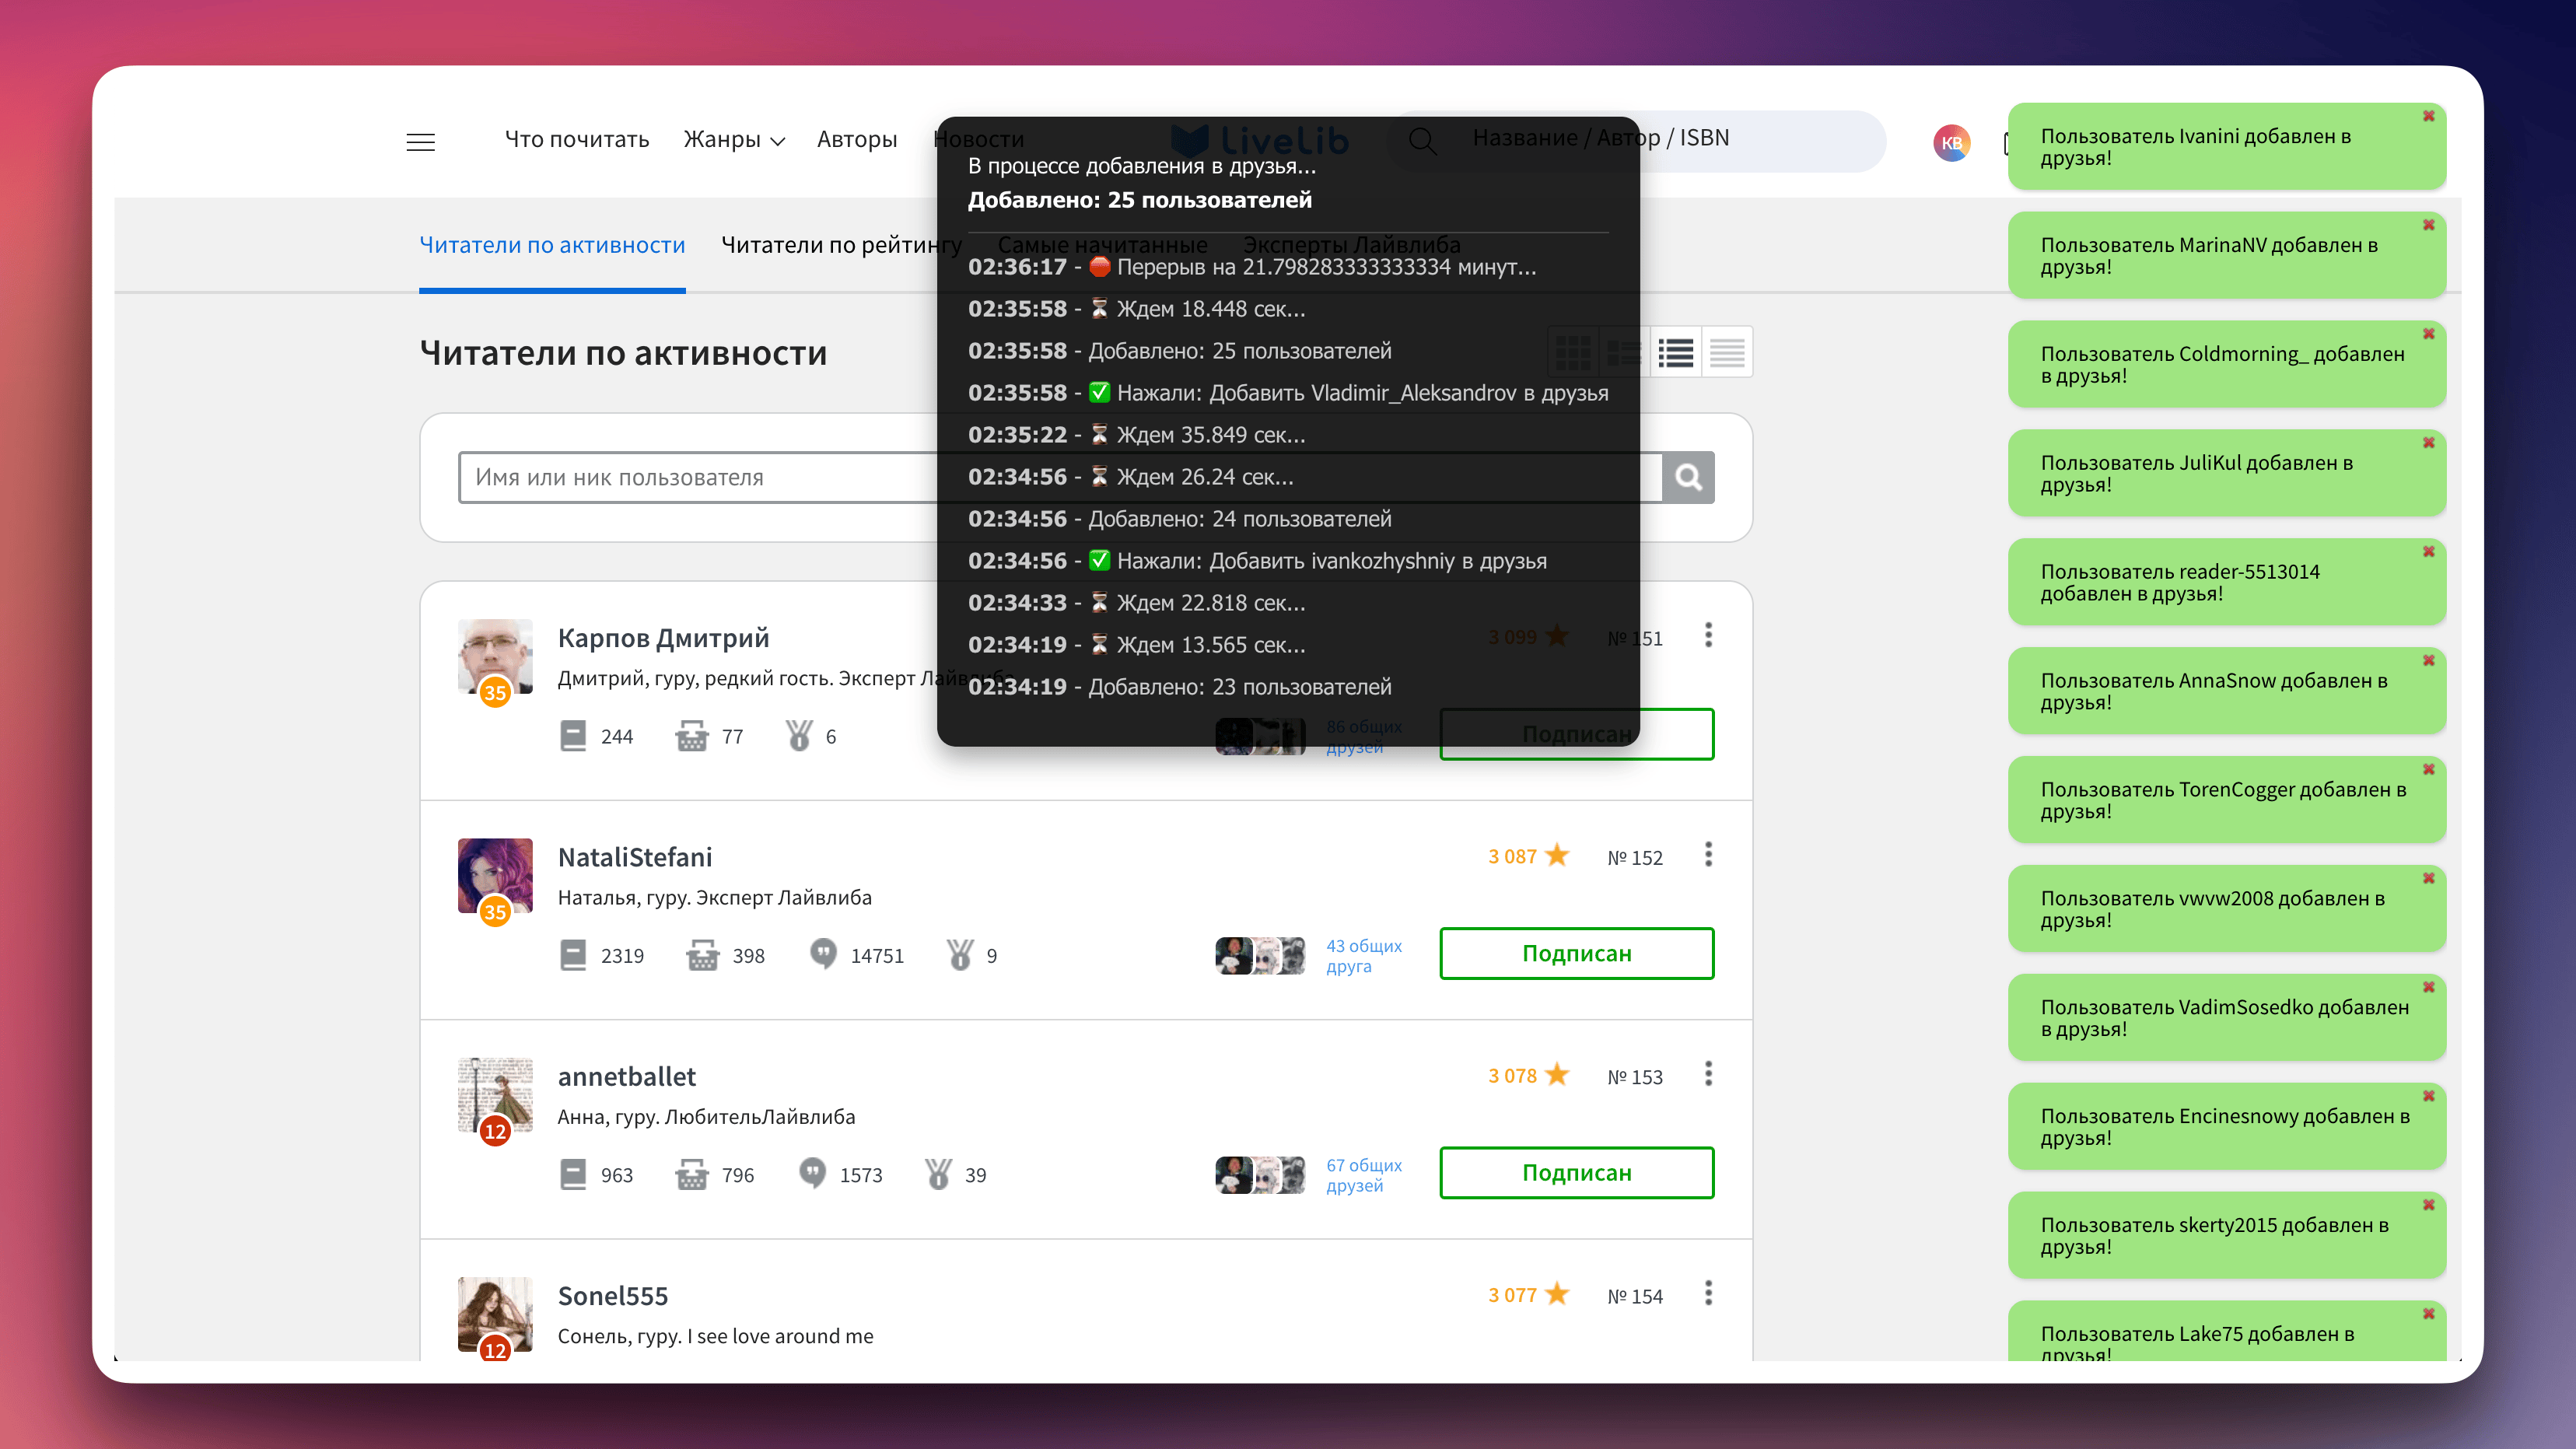 Что почитать
Жанры
Авторы
Новости
LiveLib
Название / Автор / ISBN
КВ
Читатели по активности
Читатели по рейтингу
Самые начитанные
Эксперты Лайвлиба
В процессе добавления в друзья...
Добавлено: 25 пользователей
02:36:17 - 🛑 Перерыв на 21.798283333333334 минут...
02:35:58 - ⏳ Ждем 18.448 сек...
02:35:58 - Добавлено: 25 пользователей
02:35:58 - ✅ Нажали: Добавить Vladimir_Aleksandrov в друзья
02:35:22 - ⏳ Ждем 35.849 сек...
02:34:56 - ⏳ Ждем 26.24 сек...
02:34:56 - Добавлено: 24 пользователей
02:34:56 - ✅ Нажали: Добавить ivankozhyshniy в друзья
02:34:33 - ⏳ Ждем 22.818 сек...
02:34:19 - ⏳ Ждем 13.565 сек...
02:34:19 - Добавлено: 23 пользователей
Читатели по активности
Имя или ник пользователя
Карпов Дмитрий
3 099
№ 151
Дмитрий, гуру, редкий гость. Эксперт Лайвлиба
35
244
77
6
86 общих
друзей
Подписан
NataliStefani
3 087
№ 152
Наталья, гуру. Эксперт Лайвлиба
35
2319
398
14751
9
43 общих
друга
Подписан
annetballet
3 078
№ 153
Анна, гуру. ЛюбительЛайвлиба
12
963
796
1573
39
67 общих
друзей
Подписан
Sonel555
3 077
№ 154
Сонель, гуру. I see love around me
12
Пользователь Ivanini добавлен в
друзья!
Пользователь MarinaNV добавлен в
друзья!
Пользователь Coldmorning_ добавлен
в друзья!
Пользователь JuliKul добавлен в
друзья!
Пользователь reader-5513014
добавлен в друзья!
Пользователь AnnaSnow добавлен в
друзья!
Пользователь TorenCogger добавлен в
друзья!
Пользователь vwvw2008 добавлен в
друзья!
Пользователь VadimSosedko добавлен
в друзья!
Пользователь Encinesnowy добавлен в
друзья!
Пользователь skerty2015 добавлен в
друзья!
Пользователь Lake75 добавлен в
друзья!